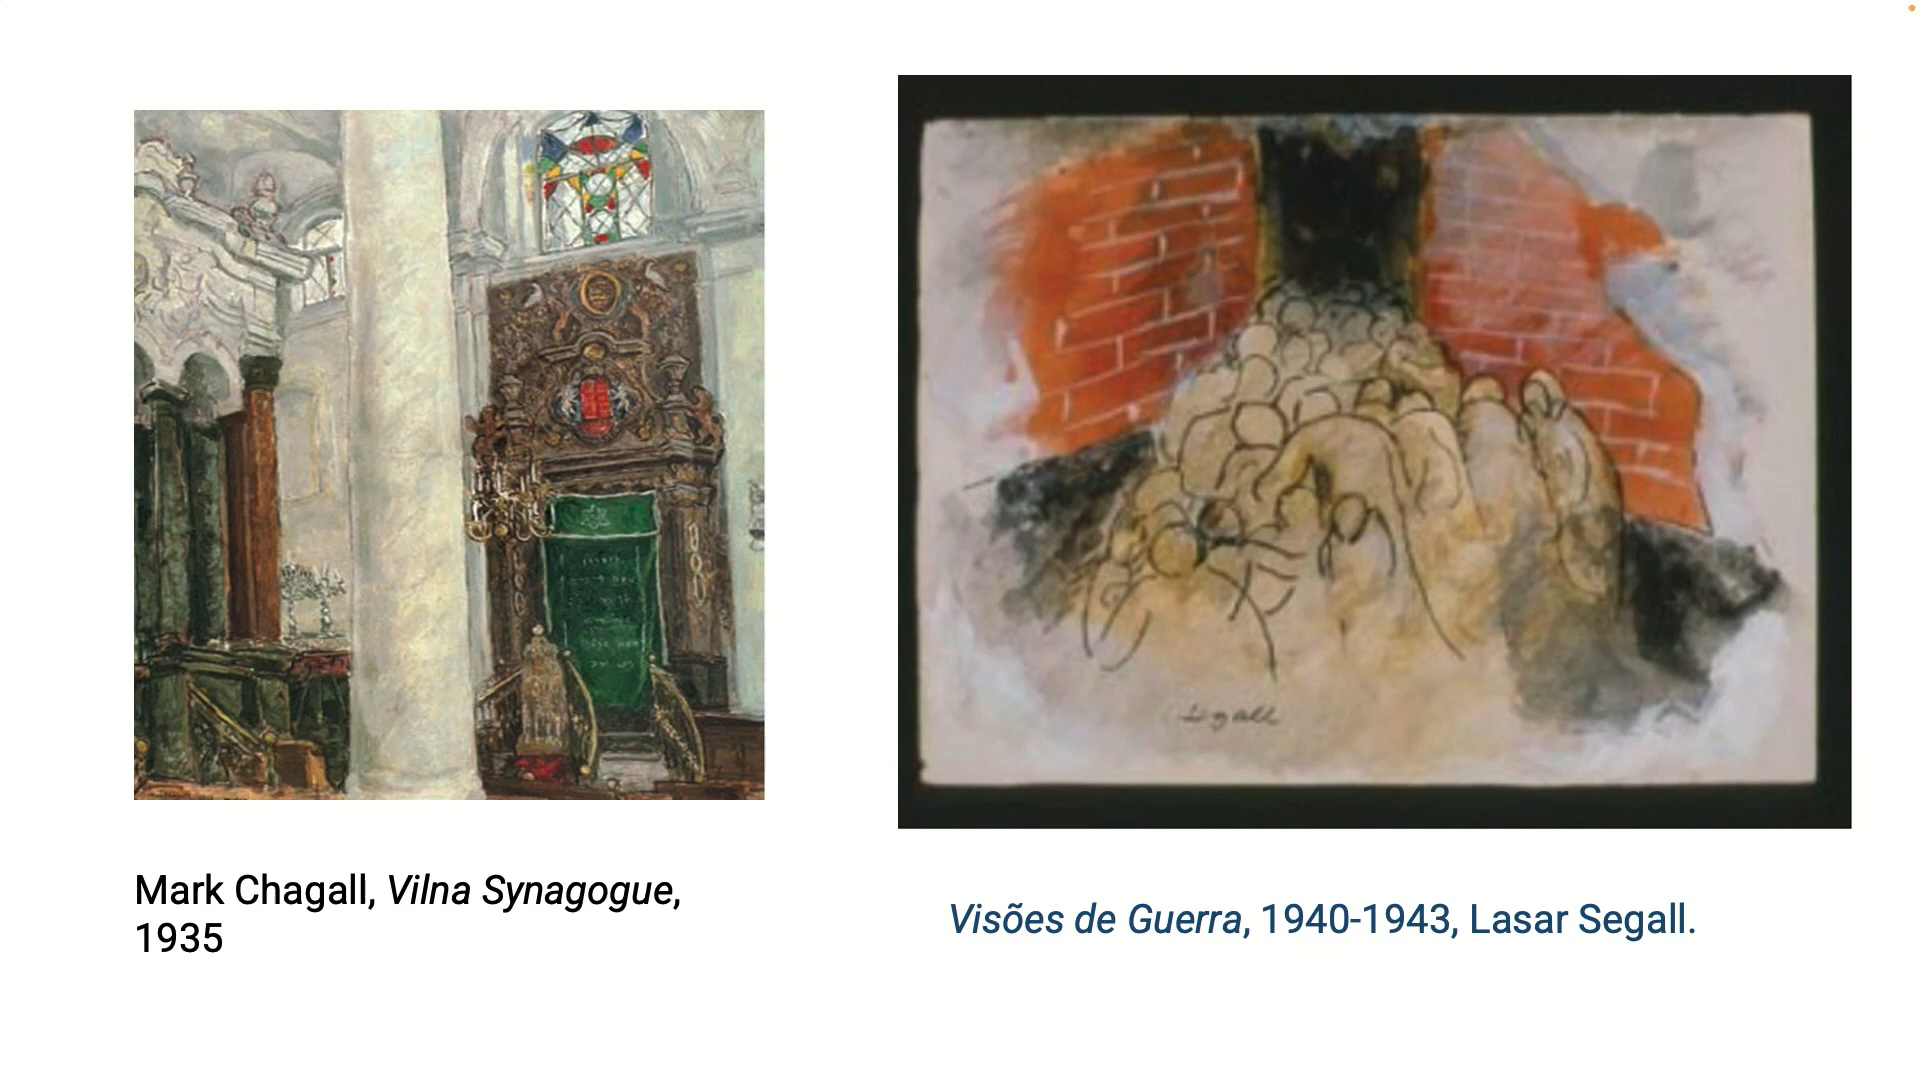 Mark Chagall, Vilna Synagogue,
1935
Segall
Visões de Guerra, 1940-1943, Lasar Segall.